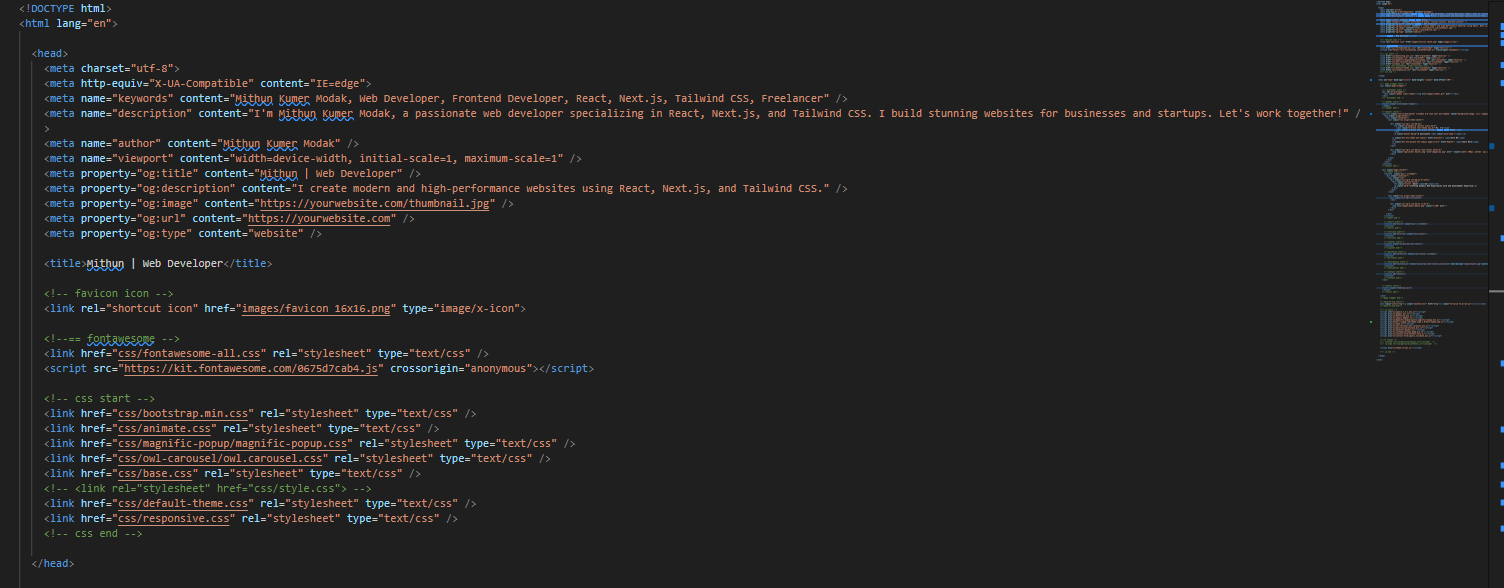 <!DOCTYPE html>
<html lang="en">
<head>
<meta charset="utf-8">
<meta http-equiv="X-UA-Compatible" content="IE=edge">
<meta name="keywords" content="Mithun Kumer Modak, Web Developer, Frontend Developer, React, Next.js, Tailwind CSS, Freelancer" />
<meta name="description" content="I'm Mithun Kumer Modak, a passionate web developer specializing in React, Next.js, and Tailwind CSS. I build stunning websites for businesses and startups. Let's work together!" /
>
<meta name="author" content="Mithun Kumer Modak" />
<meta name="viewport" content="width=device-width, initial-scale=1, maximum-scale=1" />
<meta property="og:title" content="Mithun | Web Developer" />
<meta property="og:description" content="I create modern and high-performance websites using React, Next.js, and Tailwind CSS." />
<meta property="og:image" content="https://yourwebsite.com/thumbnail.jpg" />
<meta property="og:url" content="https://yourwebsite.com" />
<meta property="og:type" content="website" />
<title>Mithun | Web Developer</title>
<!-- favicon icon -->
<link rel="shortcut icon" href="images/favicon 16x16.png" type="image/x-icon">
<!--== fontawesome -->
<link href="css/fontawesome-all.css" rel="stylesheet" type="text/css" />
<script src="https://kit.fontawesome.com/0675d7cab4.js" crossorigin="anonymous"></script>
<!-- css start -->
<link href="css/bootstrap.min.css" rel="stylesheet" type="text/css" />
<link href="css/animate.css" rel="stylesheet" type="text/css" />
<link href="css/magnific-popup/magnific-popup.css" rel="stylesheet" type="text/css" />
<link href="css/owl-carousel/owl.carousel.css" rel="stylesheet" type="text/css" />
<link href="css/base.css" rel="stylesheet" type="text/css" />
<!-- <link rel="stylesheet" href="css/style.css"> -->
<link href="css/default-theme.css" rel="stylesheet" type="text/css" />
<link href="css/responsive.css" rel="stylesheet" type="text/css" />
<!-- css end -->
</head>